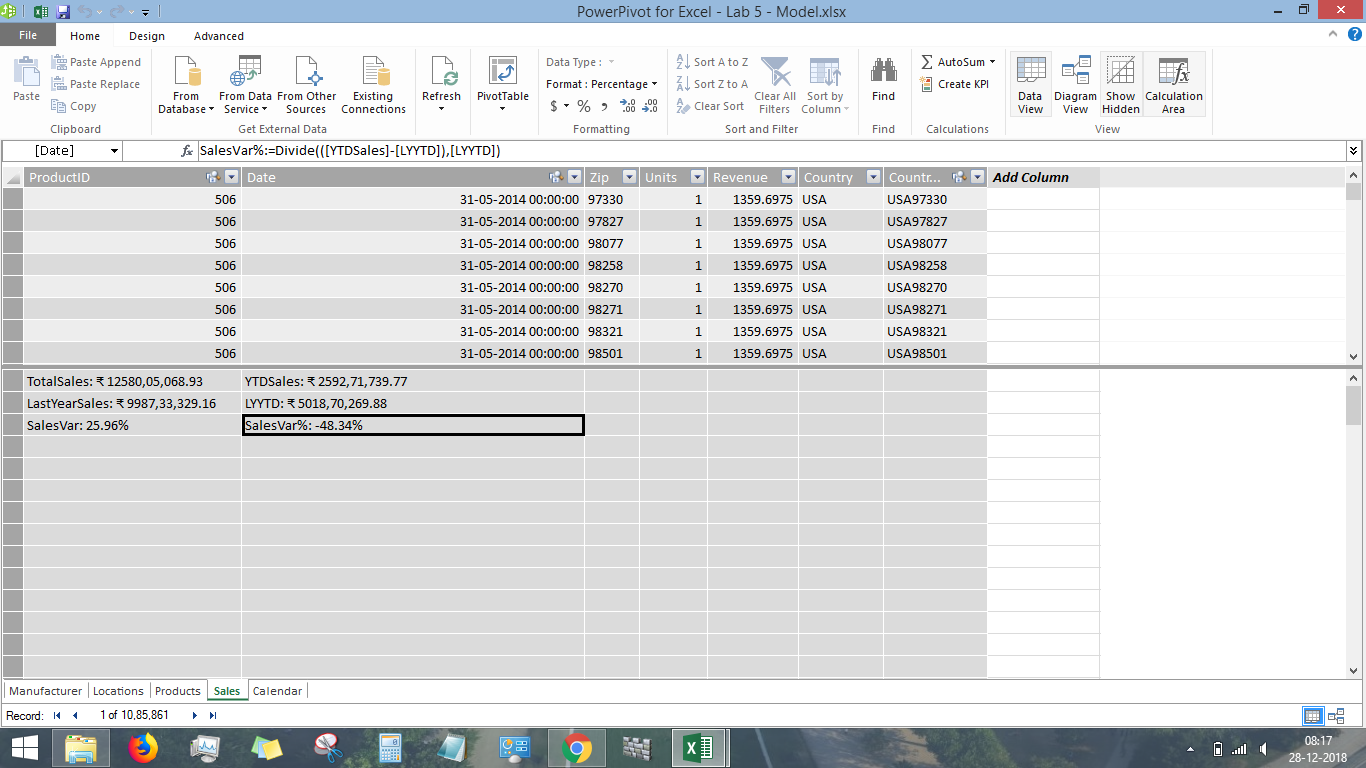 PowerPivot for Excel - Lab 5 - Model.xlsx
File Home Design Advanced
Paste
Paste Append
Paste Replace
Copy
Clipboard
From Database
From Data Service
From Other Sources
Existing Connections
Get External Data
Refresh
PivotTable
Data Type :
Format : Percentage
$ % ,
Formatting
Sort A to Z
Sort Z to A
Clear Sort
Clear All Filters
Sort by Column
Sort and Filter
Find
Find
AutoSum
Create KPI
Calculations
Data View
Diagram View
Show Hidden
Calculation Area
View
[Date] fx SalesVar%:=Divide(([YTDSales]-[LYYTD]),[LYYTD])
ProductID Date Zip Units Revenue Country Countr... Add Column
506 31-05-2014 00:00:00 97330 1 1359.6975 USA USA97330
506 31-05-2014 00:00:00 97827 1 1359.6975 USA USA97827
506 31-05-2014 00:00:00 98077 1 1359.6975 USA USA98077
506 31-05-2014 00:00:00 98258 1 1359.6975 USA USA98258
506 31-05-2014 00:00:00 98270 1 1359.6975 USA USA98270
506 31-05-2014 00:00:00 98271 1 1359.6975 USA USA98271
506 31-05-2014 00:00:00 98321 1 1359.6975 USA USA98321
506 31-05-2014 00:00:00 98501 1 1359.6975 USA USA98501
TotalSales: ₹ 12580,05,068.93 YTDSales: ₹ 2592,71,739.77
LastYearSales: ₹ 9987,33,329.16 LYYTD: ₹ 5018,70,269.88
SalesVar: 25.96% SalesVar%: -48.34%
Manufacturer Locations Products Sales Calendar
Record: 1 of 10,85,861
08:17
28-12-2018